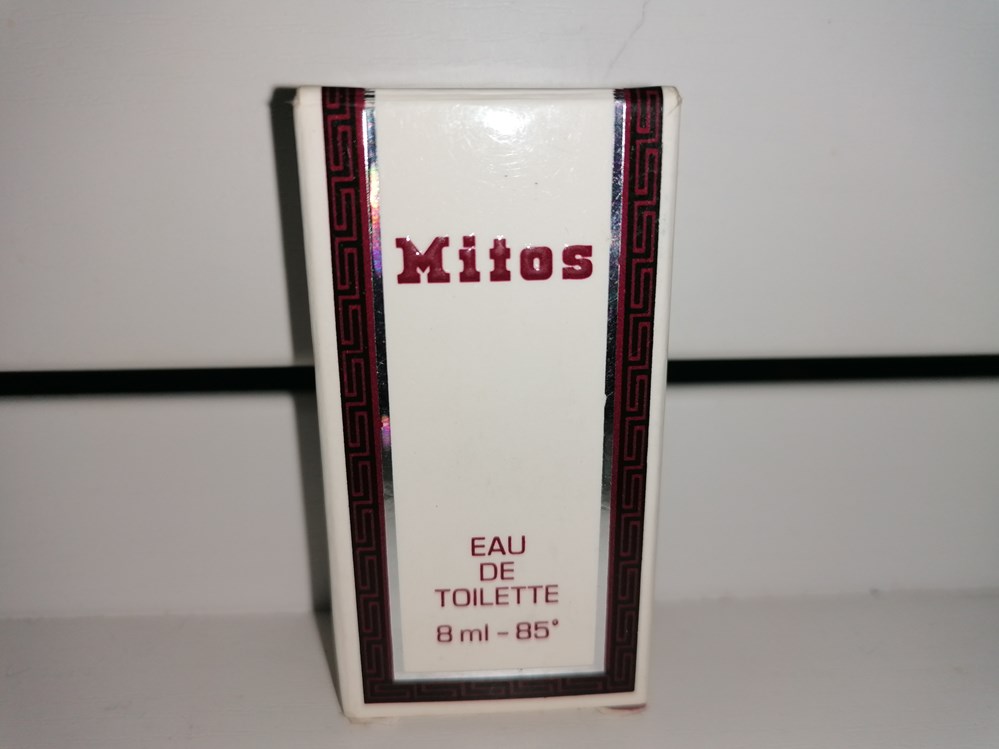 Mitos
EAU
DE
TOILETTE
8 ml - 85°